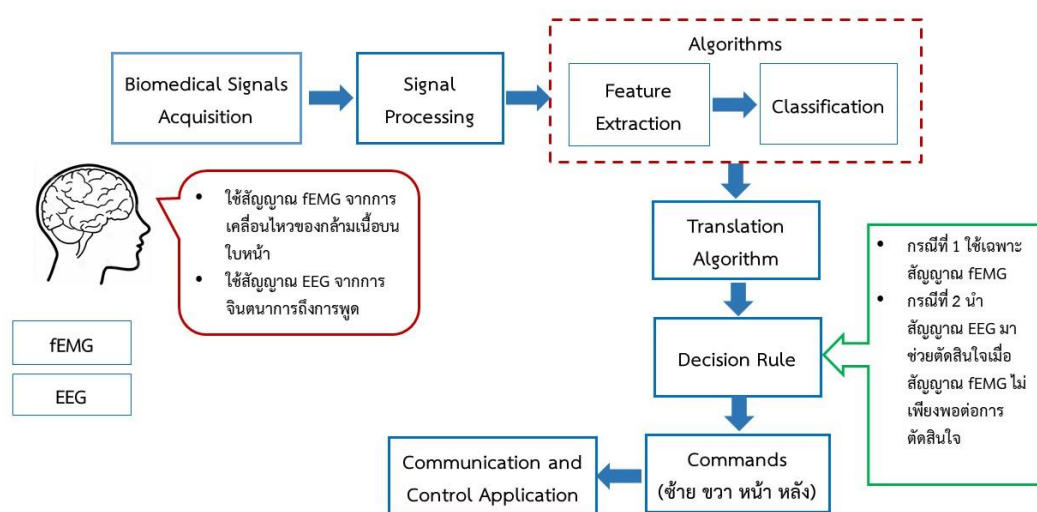 Algorithms
Biomedical Signals
Acquisition
Signal
Processing
Feature
Extraction
Classification
• ใช้สัญญาณ fEMG จากการ
เคลื่อนไหวของกล้ามเนื้อบน
ใบหน้า
• ใช้สัญญาณ EEG จากการ
จินตนาการถึงการพูด
Translation
Algorithm
• กรณีที่ 1 ใช้เฉพาะ
สัญญาณ fEMG
• กรณีที่ 2 นำ
สัญญาณ EEG มา
ช่วยตัดสินใจเมื่อ
สัญญาณ fEMG ไม่
เพียงพอต่อการ
ตัดสินใจ
fEMG
EEG
Decision Rule
Communication and
Control Application
Commands
(ซ้าย ขวา หน้า หลัง)